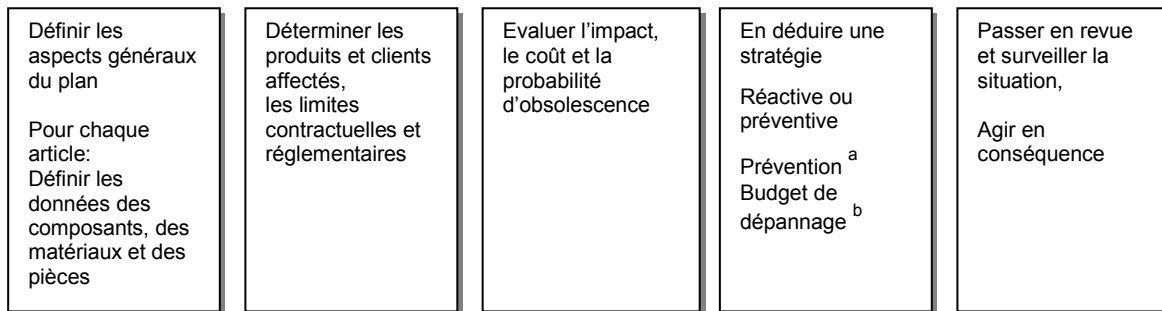 Définir les
aspects généraux
du plan
Pour chaque
article:
Définir les
données des
composants, des
matériaux et des
pièces
Déterminer les
produits et clients
affectés,
les limites
contractuelles et
réglementaires
Evaluer l’impact,
le coût et la
probabilité
d’obsolescence
En déduire une
stratégie
Réactive ou
préventive
Prévention a
Budget de
dépannage b
Passer en revue
et surveiller la
situation,
Agir en
conséquence